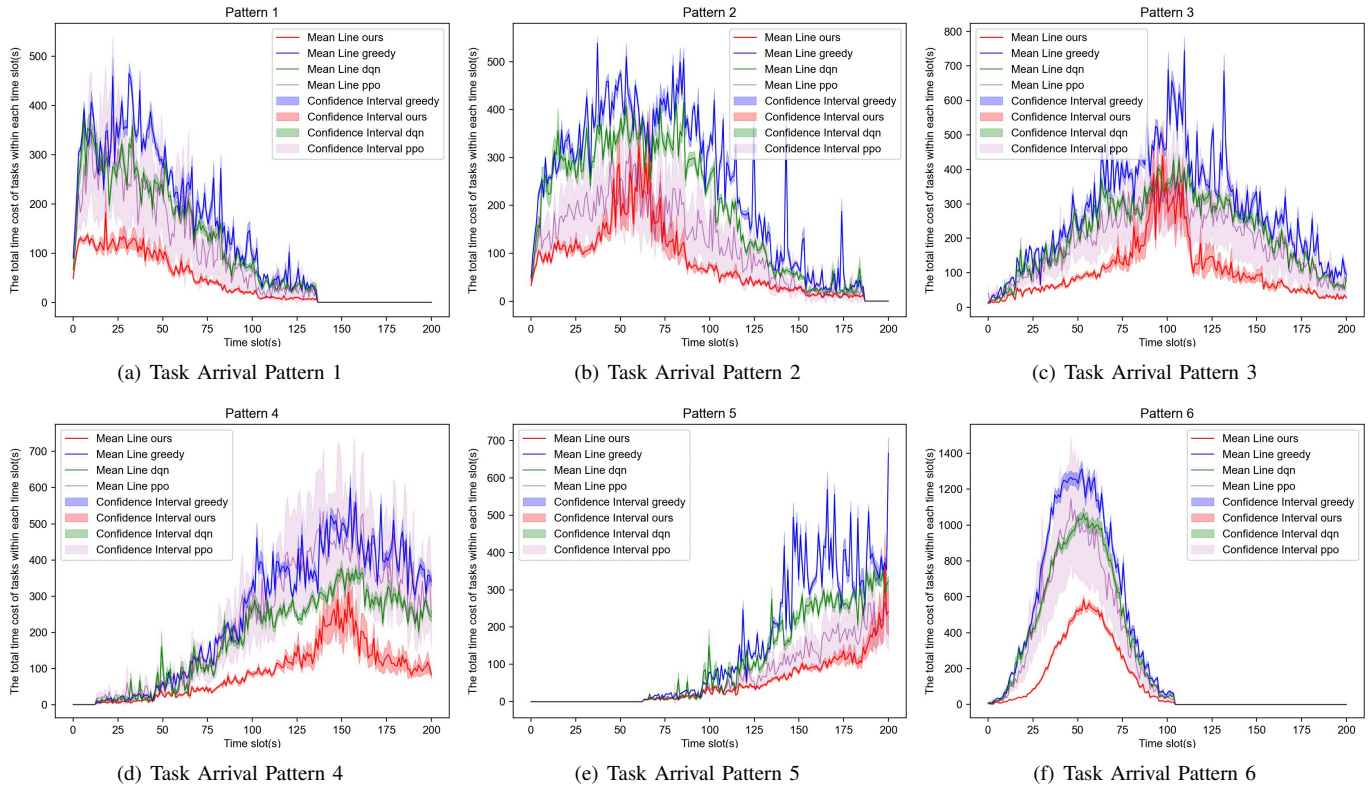 Pattern 1
The total time cost of tasks within each time slot(s)
500
400
300
200
100
0
Mean Line ours
Mean Line greedy
Mean Line dqn
Mean Line ppo
Confidence Interval greedy
Confidence Interval ours
Confidence Interval dqn
Confidence Interval ppo
0 25 50 75 100 125 150 175 200
Time slot(s)
(a) Task Arrival Pattern 1
Pattern 2
The total time cost of tasks within each time slot(s)
500
400
300
200
100
0
Mean Line ours
Mean Line greedy
Mean Line dqn
Mean Line ppo
Confidence Interval greedy
Confidence Interval ours
Confidence Interval dqn
Confidence Interval ppo
0 25 50 75 100 125 150 175 200
Time slot(s)
(b) Task Arrival Pattern 2
Pattern 3
The total time cost of tasks within each time slot(s)
800
700
600
500
400
300
200
100
0
Mean Line ours
Mean Line greedy
Mean Line dqn
Mean Line ppo
Confidence Interval greedy
Confidence Interval ours
Confidence Interval dqn
Confidence Interval ppo
0 25 50 75 100 125 150 175 200
Time slot(s)
(c) Task Arrival Pattern 3
Pattern 4
The total time cost of tasks within each time slot(s)
700
600
500
400
300
200
100
0
Mean Line ours
Mean Line greedy
Mean Line dqn
Mean Line ppo
Confidence Interval greedy
Confidence Interval ours
Confidence Interval dqn
Confidence Interval ppo
0 25 50 75 100 125 150 175 200
Time slot(s)
(d) Task Arrival Pattern 4
Pattern 5
The total time cost of tasks within each time slot(s)
700
600
500
400
300
200
100
0
Mean Line ours
Mean Line greedy
Mean Line dqn
Mean Line ppo
Confidence Interval greedy
Confidence Interval ours
Confidence Interval dqn
Confidence Interval ppo
0 25 50 75 100 125 150 175 200
Time slot(s)
(e) Task Arrival Pattern 5
Pattern 6
The total time cost of tasks within each time slot(s)
1400
1200
1000
800
600
400
200
0
Mean Line ours
Mean Line greedy
Mean Line dqn
Mean Line ppo
Confidence Interval greedy
Confidence Interval ours
Confidence Interval dqn
Confidence Interval ppo
0 25 50 75 100 125 150 175 200
Time slot(s)
(f) Task Arrival Pattern 6